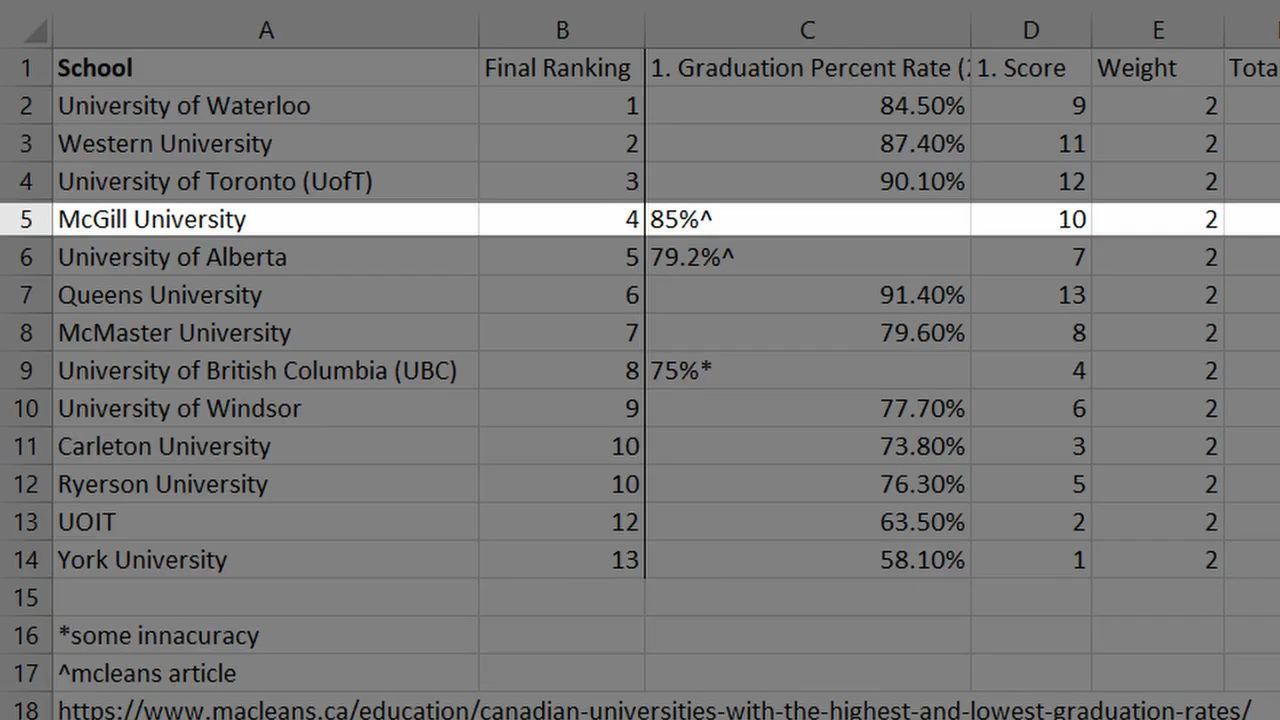 A B C D E
1 School Final Ranking 1. Graduation Percent Rate (2 1. Score Weight Tota
2 University of Waterloo 1 84.50% 9 2
3 Western University 2 87.40% 11 2
4 University of Toronto (UofT) 3 90.10% 12 2
5 McGill University 4 85%^ 10 2
6 University of Alberta 5 79.2%^ 7 2
7 Queens University 6 91.40% 13 2
8 McMaster University 7 79.60% 8 2
9 University of British Columbia (UBC) 8 75%* 4 2
10 University of Windsor 9 77.70% 6 2
11 Carleton University 10 73.80% 3 2
12 Ryerson University 10 76.30% 5 2
13 UOIT 12 63.50% 2 2
14 York University 13 58.10% 1 2
15
16 *some innacuracy
17 ^mcleans article
18 https://www.macleans.ca/education/canadian-universities-with-the-highest-and-lowest-graduation-rates/